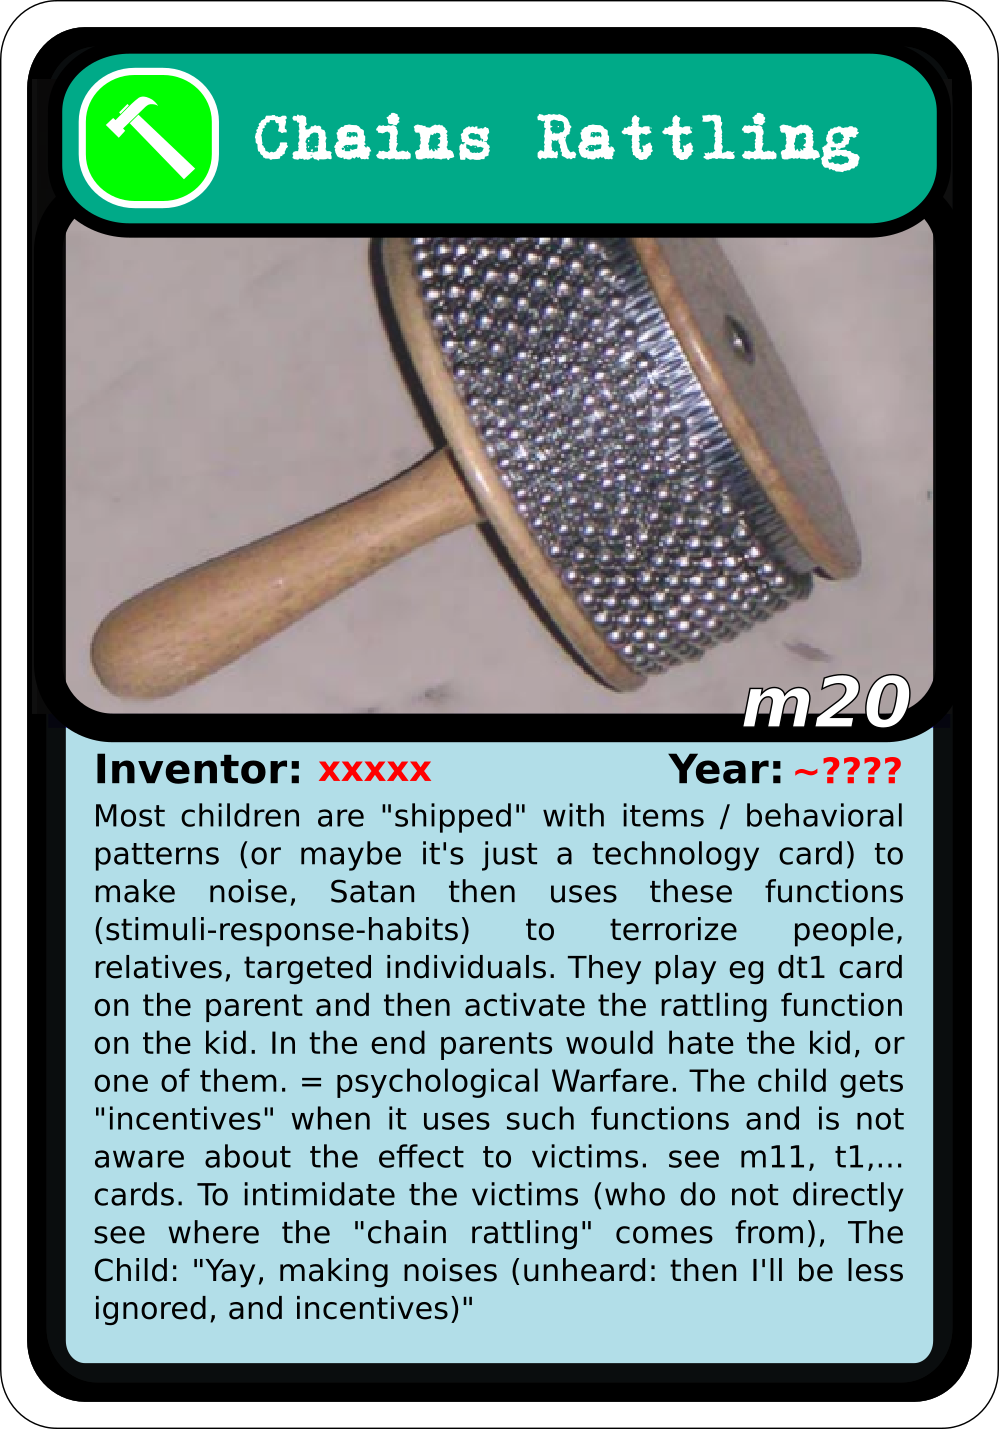 Chains Rattling
m20
Inventor: xxxxx Year: ~????
Most children are "shipped" with items / behavioral
patterns (or maybe it's just a technology card) to
make noise, Satan then uses these functions
(stimuli-response-habits) to terrorize people,
relatives, targeted individuals. They play eg dt1 card
on the parent and then activate the rattling function
on the kid. In the end parents would hate the kid, or
one of them. = psychological Warfare. The child gets
"incentives" when it uses such functions and is not
aware about the effect to victims. see m11, t1,...
cards. To intimidate the victims (who do not directly
see where the "chain rattling" comes from), The
Child: "Yay, making noises (unheard: then I'll be less
ignored, and incentives)"